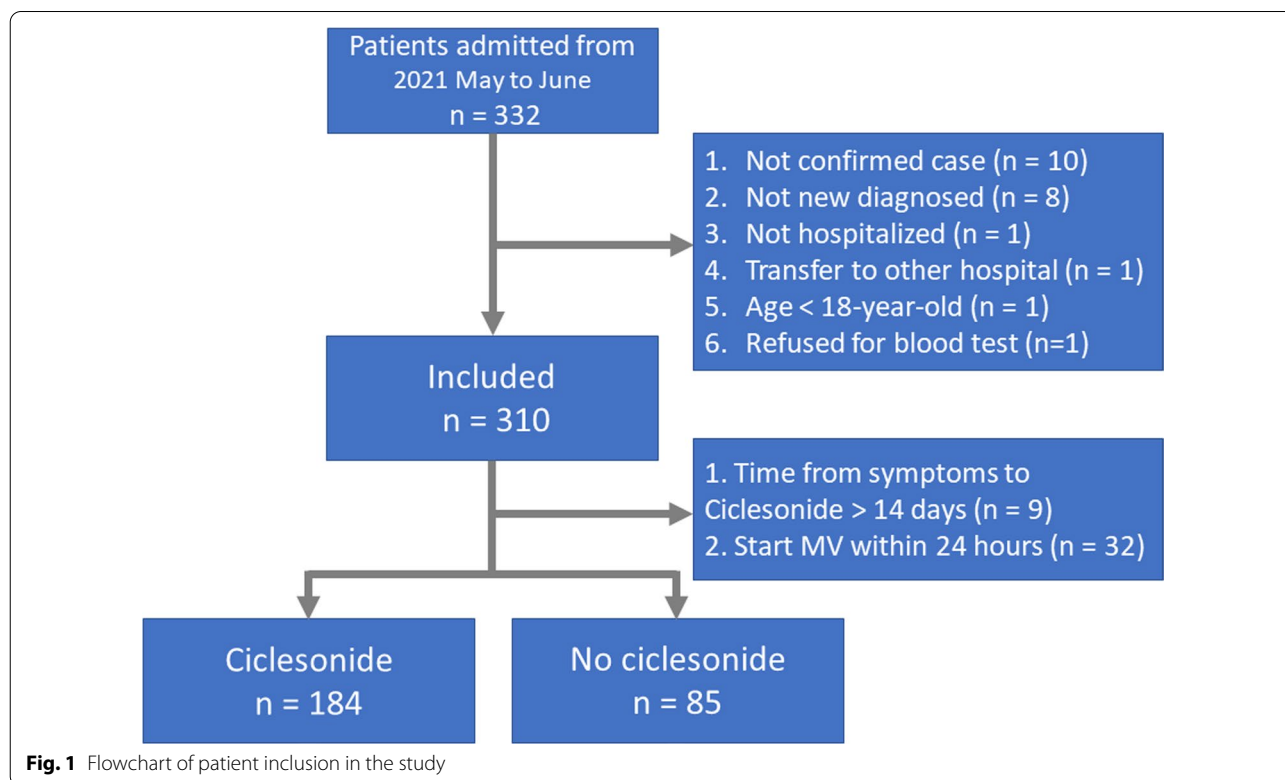 Patients admitted from
2021 May to June
n = 332
1. Not confirmed case (n = 10)
2. Not new diagnosed (n = 8)
3. Not hospitalized (n = 1)
4. Transfer to other hospital (n = 1)
5. Age < 18-year-old (n = 1)
6. Refused for blood test (n=1)
Included
n = 310
1. Time from symptoms to
Ciclesonide > 14 days (n = 9)
2. Start MV within 24 hours (n = 32)
Ciclesonide
n = 184
No ciclesonide
n = 85
Fig. 1 Flowchart of patient inclusion in the study